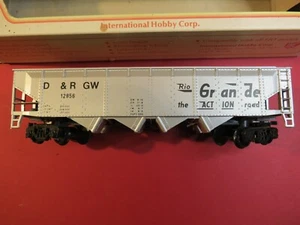 International Hobby Corp.
D & RGW
12958
Rio
Grande
the ACTION road